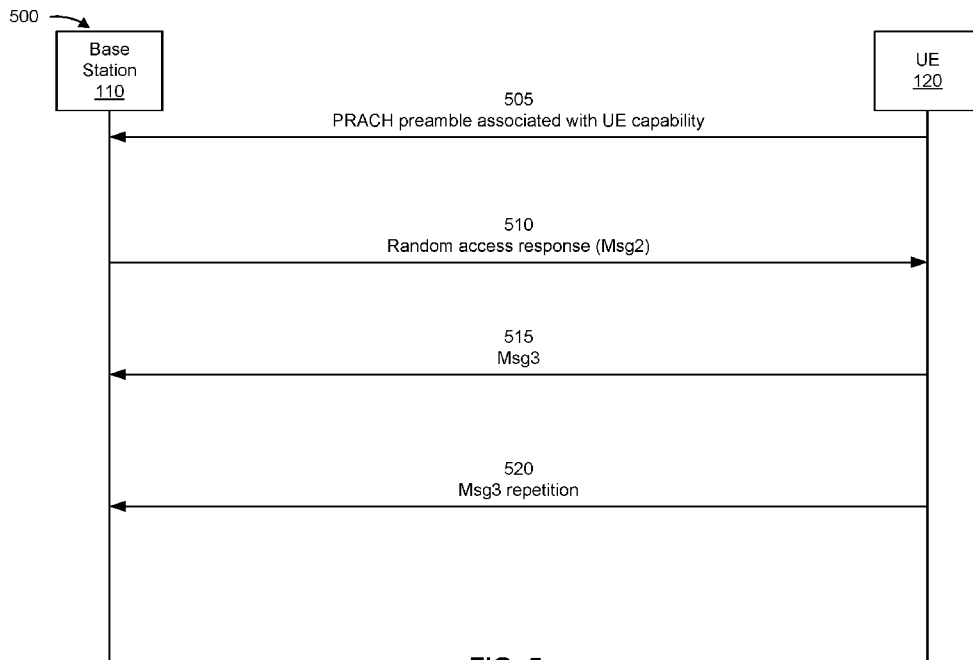 500
Base
Station
110
UE
120
505
PRACH preamble associated with UE capability
510
Random access response (Msg2)
515
Msg3
520
Msg3 repetition